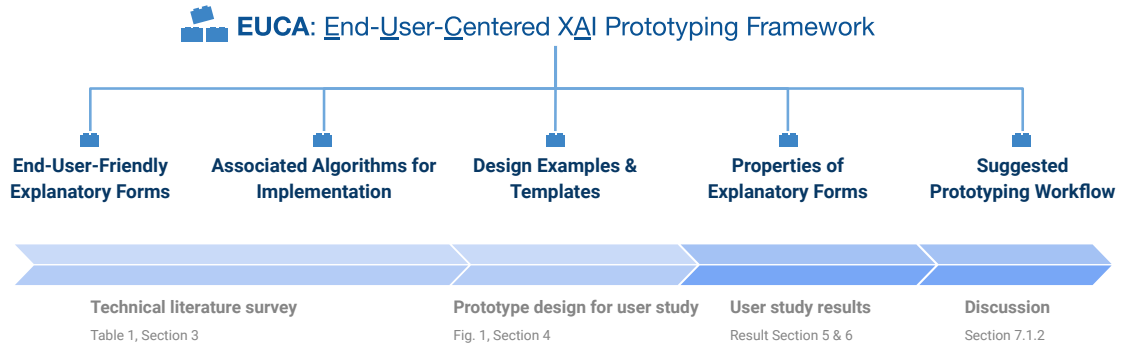 EUCA: End-User-Centered XAI Prototyping Framework
End-User-Friendly
Explanatory Forms
Associated Algorithms for
Implementation
Design Examples &
Templates
Properties of
Explanatory Forms
Suggested
Prototyping Workflow
Technical literature survey
Table 1, Section 3
Prototype design for user study
Fig. 1, Section 4
User study results
Result Section 5 & 6
Discussion
Section 7.1.2